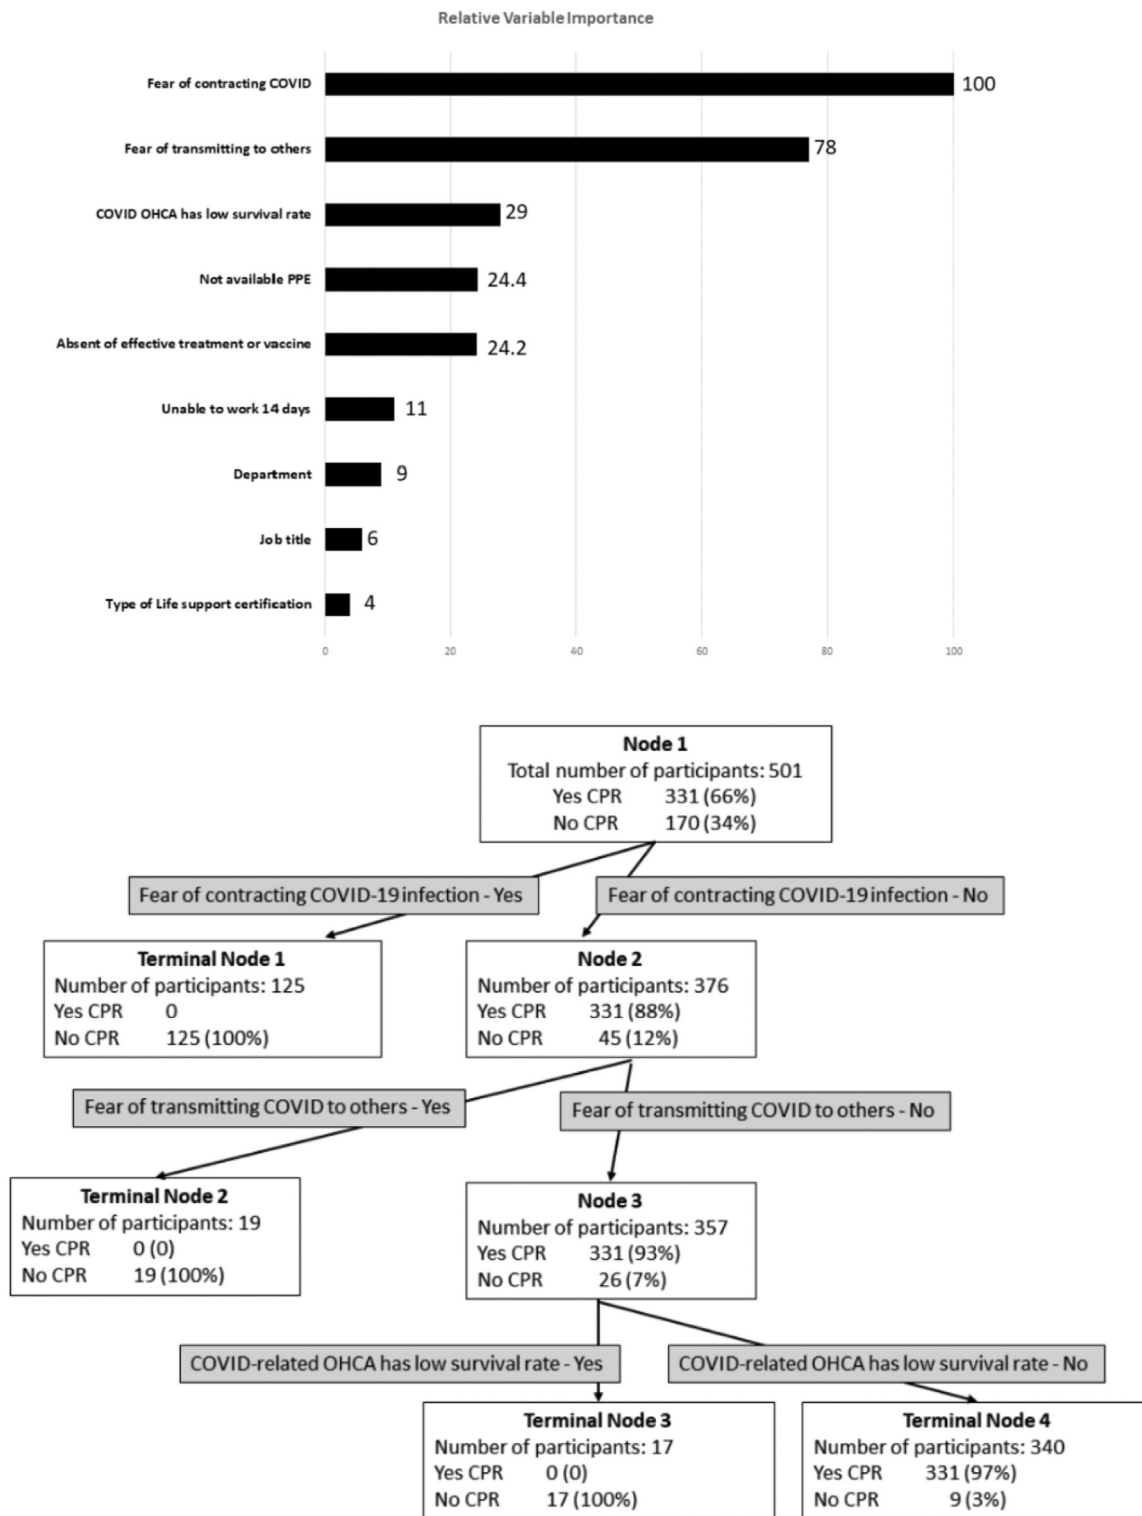 Relative Variable Importance
Fear of contracting COVID
100
Fear of transmitting to others
78
COVID OHCA has low survival rate
29
Not available PPE
24.4
Absent of effective treatment or vaccine
24.2
Unable to work 14 days
11
Department
9
Job title
6
Type of Life support certification
4
0 20 40 60 80 100
Node 1
Total number of participants: 501
Yes CPR 331 (66%)
No CPR 170 (34%)
Fear of contracting COVID-19 infection - Yes
Fear of contracting COVID-19 infection - No
Terminal Node 1
Number of participants: 125
Yes CPR 0
No CPR 125 (100%)
Node 2
Number of participants: 376
Yes CPR 331 (88%)
No CPR 45 (12%)
Fear of transmitting COVID to others - Yes
Fear of transmitting COVID to others - No
Terminal Node 2
Number of participants: 19
Yes CPR 0 (0)
No CPR 19 (100%)
Node 3
Number of participants: 357
Yes CPR 331 (93%)
No CPR 26 (7%)
COVID-related OHCA has low survival rate - Yes
COVID-related OHCA has low survival rate - No
Terminal Node 3
Number of participants: 17
Yes CPR 0 (0)
No CPR 17 (100%)
Terminal Node 4
Number of participants: 340
Yes CPR 331 (97%)
No CPR 9 (3%)